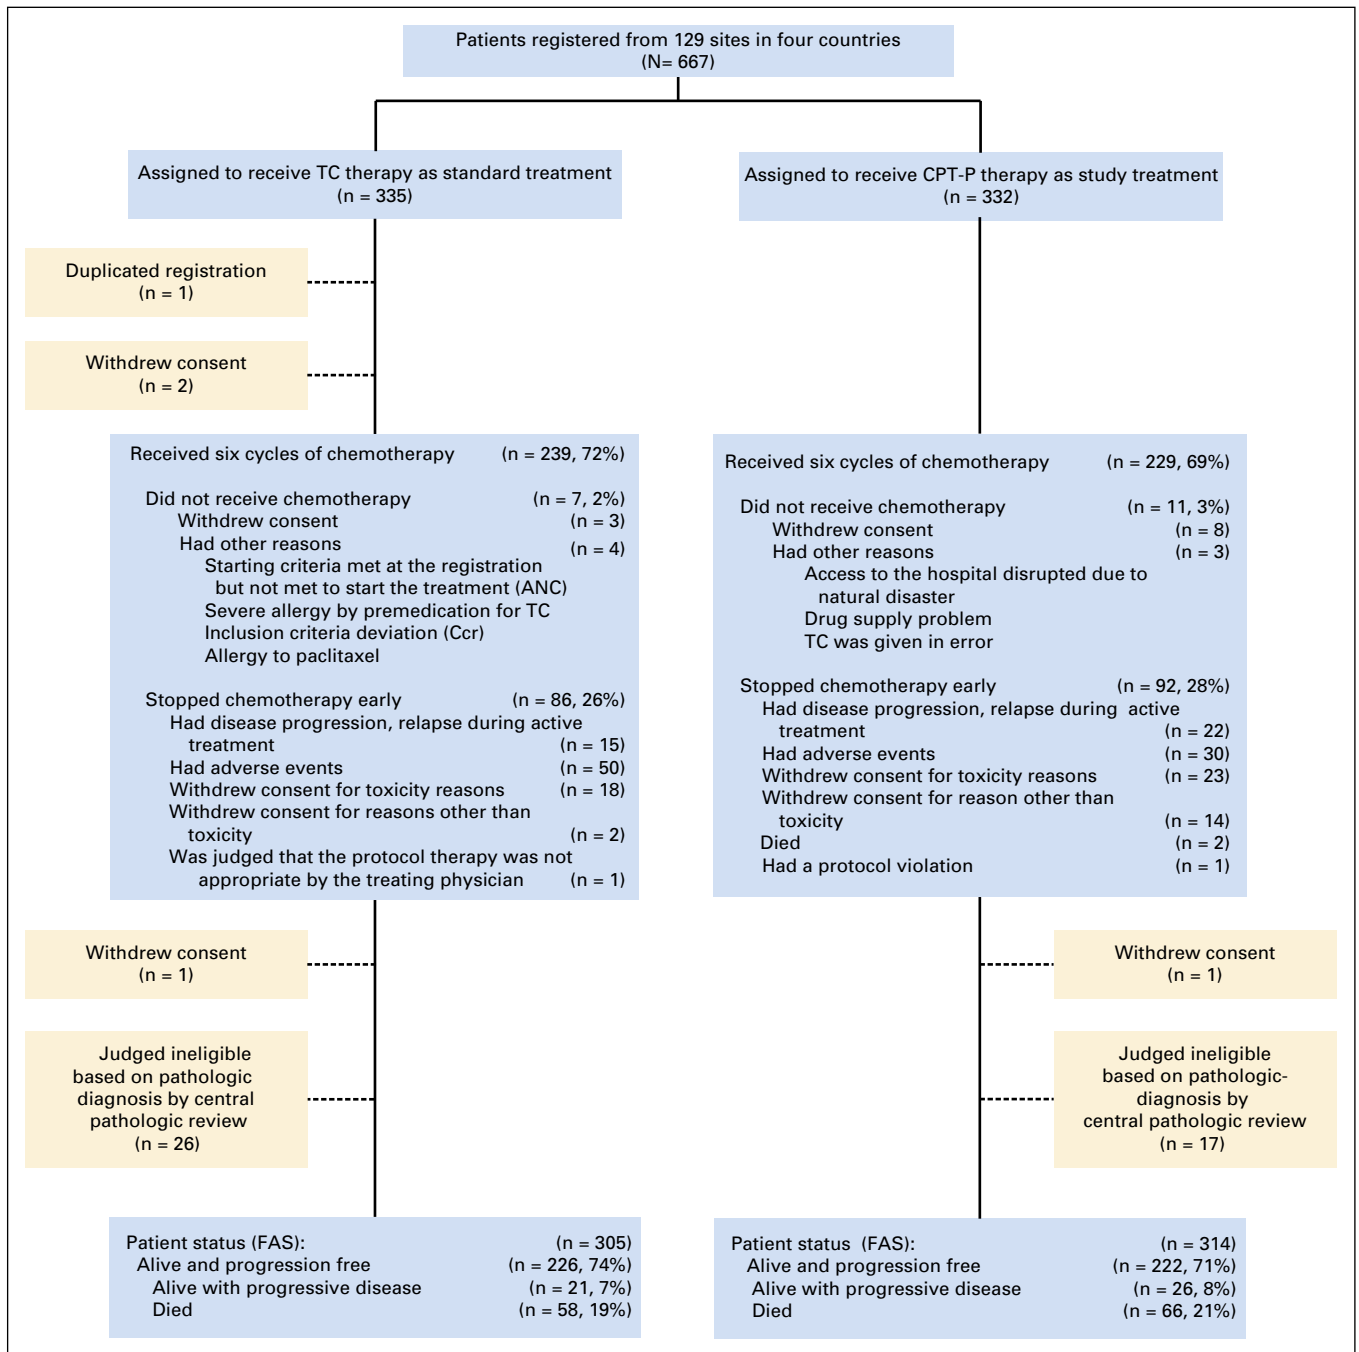 Patients registered from 129 sites in four countries
(N= 667)
Assigned to receive TC therapy as standard treatment
(n = 335)
Assigned to receive CPT-P therapy as study treatment
(n = 332)
Duplicated registration
(n = 1)
Withdrew consent
(n = 2)
Received six cycles of chemotherapy (n = 239, 72%)
Did not receive chemotherapy (n = 7, 2%)
Withdrew consent (n = 3)
Had other reasons (n = 4)
Starting criteria met at the registration
but not met to start the treatment (ANC)
Severe allergy by premedication for TC
Inclusion criteria deviation (Ccr)
Allergy to paclitaxel
Stopped chemotherapy early (n = 86, 26%)
Had disease progression, relapse during active
treatment (n = 15)
Had adverse events (n = 50)
Withdrew consent for toxicity reasons (n = 18)
Withdrew consent for reasons other than
toxicity (n = 2)
Was judged that the protocol therapy was not
appropriate by the treating physician (n = 1)
Received six cycles of chemotherapy (n = 229, 69%)
Did not receive chemotherapy (n = 11, 3%)
Withdrew consent (n = 8)
Had other reasons (n = 3)
Access to the hospital disrupted due to
natural disaster
Drug supply problem
TC was given in error
Stopped chemotherapy early (n = 92, 28%)
Had disease progression, relapse during active
treatment (n = 22)
Had adverse events (n = 30)
Withdrew consent for toxicity reasons (n = 23)
Withdrew consent for reason other than
toxicity (n = 14)
Died (n = 2)
Had a protocol violation (n = 1)
Withdrew consent
(n = 1)
Withdrew consent
(n = 1)
Judged ineligible
based on pathologic
diagnosis by central
pathologic review
(n = 26)
Judged ineligible
based on pathologic-
diagnosis by
central pathologic review
(n = 17)
Patient status (FAS): (n = 305)
Alive and progression free (n = 226, 74%)
Alive with progressive disease (n = 21, 7%)
Died (n = 58, 19%)
Patient status (FAS): (n = 314)
Alive and progression free (n = 222, 71%)
Alive with progressive disease (n = 26, 8%)
Died (n = 66, 21%)